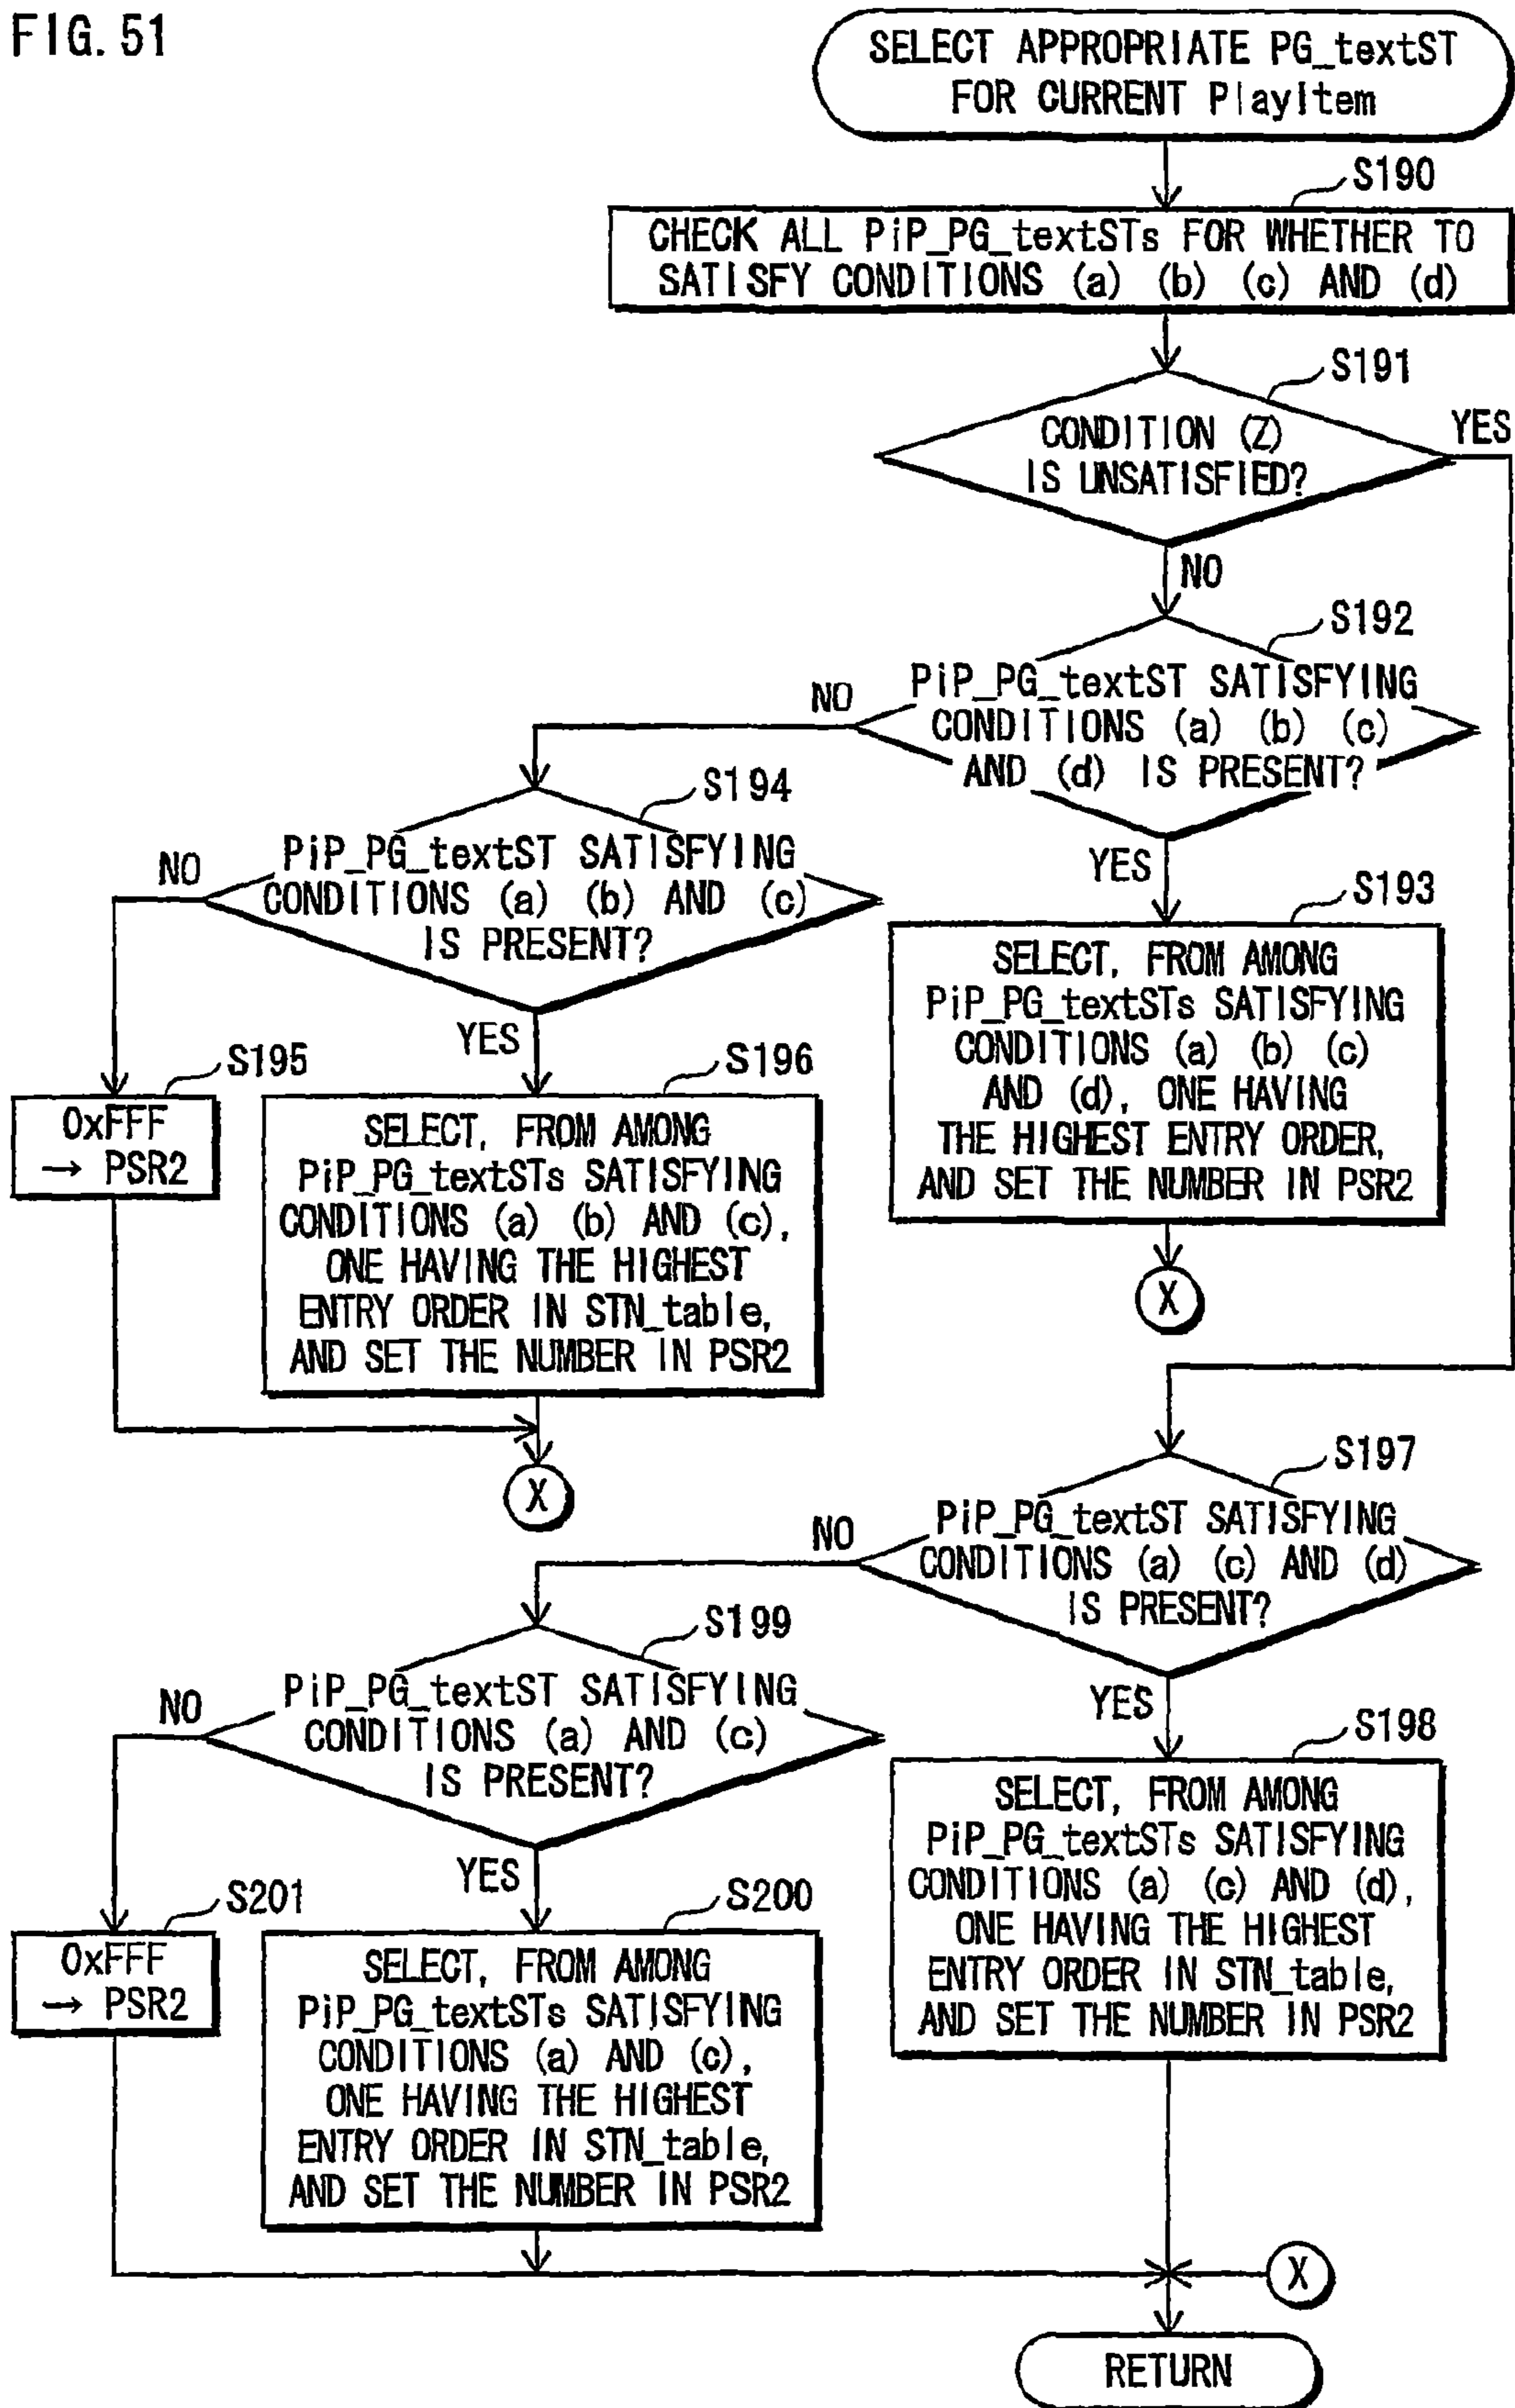 FIG. 51
SELECT APPROPRIATE PG_textST
FOR CURRENT PlayItem
S190
CHECK ALL PiP_PG_textSTs FOR WHETHER TO
SATISFY CONDITIONS (a) (b) (c) AND (d)
S191
CONDITION (Z)
IS UNSATISFIED?
YES
NO
S192
PiP_PG_textST SATISFYING
CONDITIONS (a) (b) (c)
AND (d) IS PRESENT?
NO
YES
S194
PiP_PG_textST SATISFYING
CONDITIONS (a) (b) AND (c)
IS PRESENT?
NO
YES
S193
SELECT, FROM AMONG
PiP_PG_textSTs SATISFYING
CONDITIONS (a) (b) (c)
AND (d), ONE HAVING
THE HIGHEST ENTRY ORDER,
AND SET THE NUMBER IN PSR2
X
S195
0xFFF
→ PSR2
S196
SELECT, FROM AMONG
PiP_PG_textSTs SATISFYING
CONDITIONS (a) (b) AND (c),
ONE HAVING THE HIGHEST
ENTRY ORDER IN STN_table,
AND SET THE NUMBER IN PSR2
X
S197
PiP_PG_textST SATISFYING
CONDITIONS (a) (c) AND (d)
IS PRESENT?
NO
YES
S199
PiP_PG_textST SATISFYING
CONDITIONS (a) AND (c)
IS PRESENT?
NO
YES
S198
SELECT, FROM AMONG
PiP_PG_textSTs SATISFYING
CONDITIONS (a) (c) AND (d),
ONE HAVING THE HIGHEST
ENTRY ORDER IN STN_table,
AND SET THE NUMBER IN PSR2
S201
0xFFF
→ PSR2
S200
SELECT, FROM AMONG
PiP_PG_textSTs SATISFYING
CONDITIONS (a) AND (c),
ONE HAVING THE HIGHEST
ENTRY ORDER IN STN_table,
AND SET THE NUMBER IN PSR2
X
RETURN